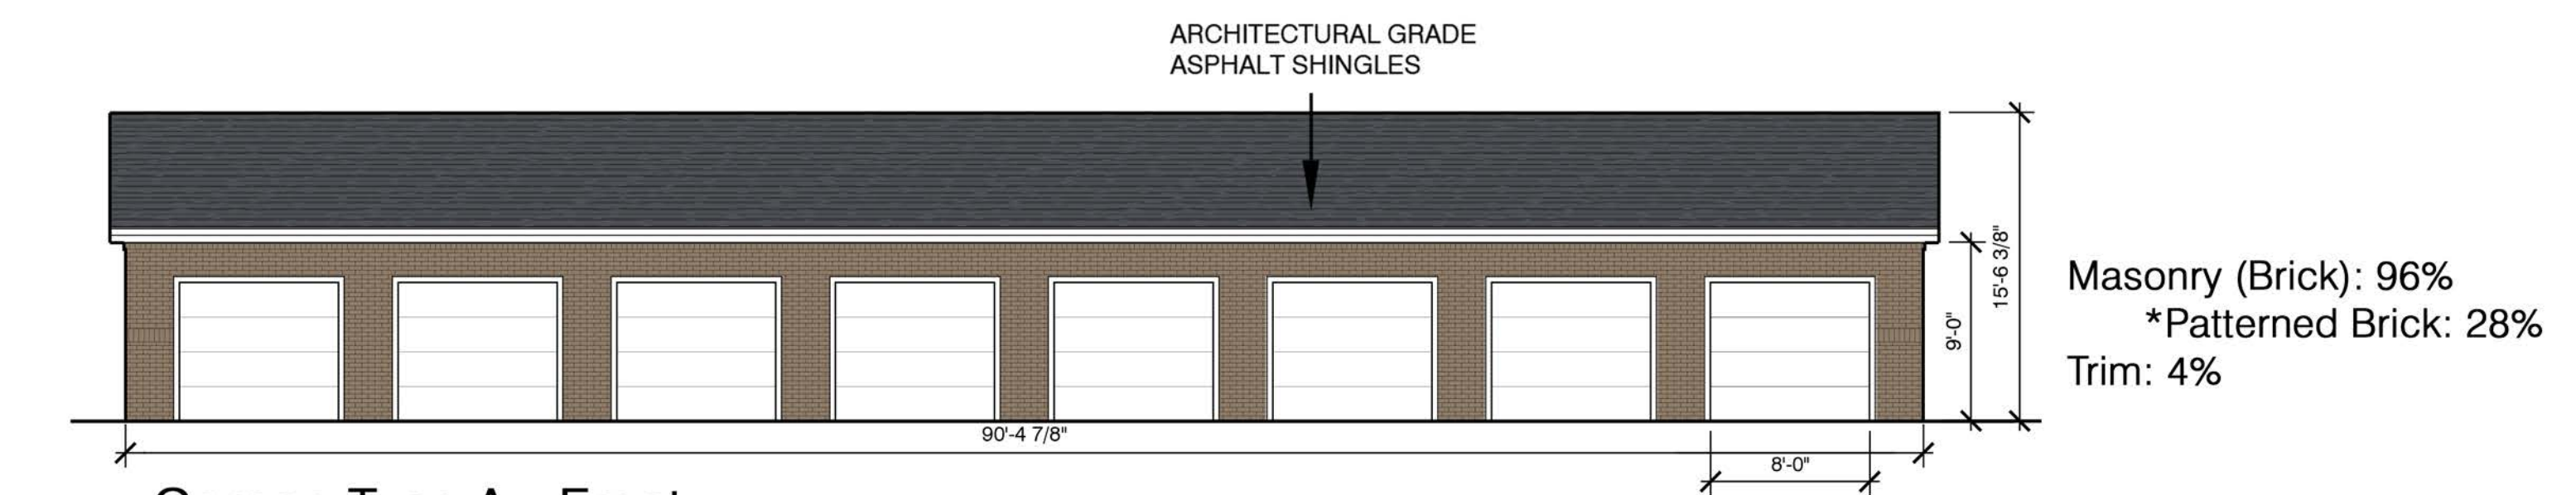 ARCHITECTURAL GRADE
ASPHALT SHINGLES
15'-6 3/8"
9'-0"
Masonry (Brick): 96%
*Patterned Brick: 28%
Trim: 4%
90'-4 7/8"
8'-0"